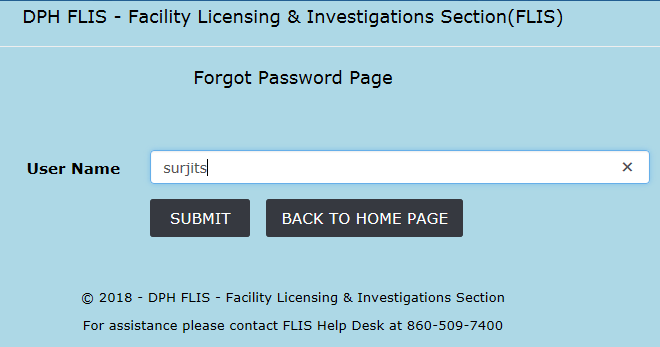 DPH FLIS - Facility Licensing & Investigations Section(FLIS)
Forgot Password Page
User Name surjits ×
SUBMIT BACK TO HOME PAGE
© 2018 - DPH FLIS - Facility Licensing & Investigations Section
For assistance please contact FLIS Help Desk at 860-509-7400